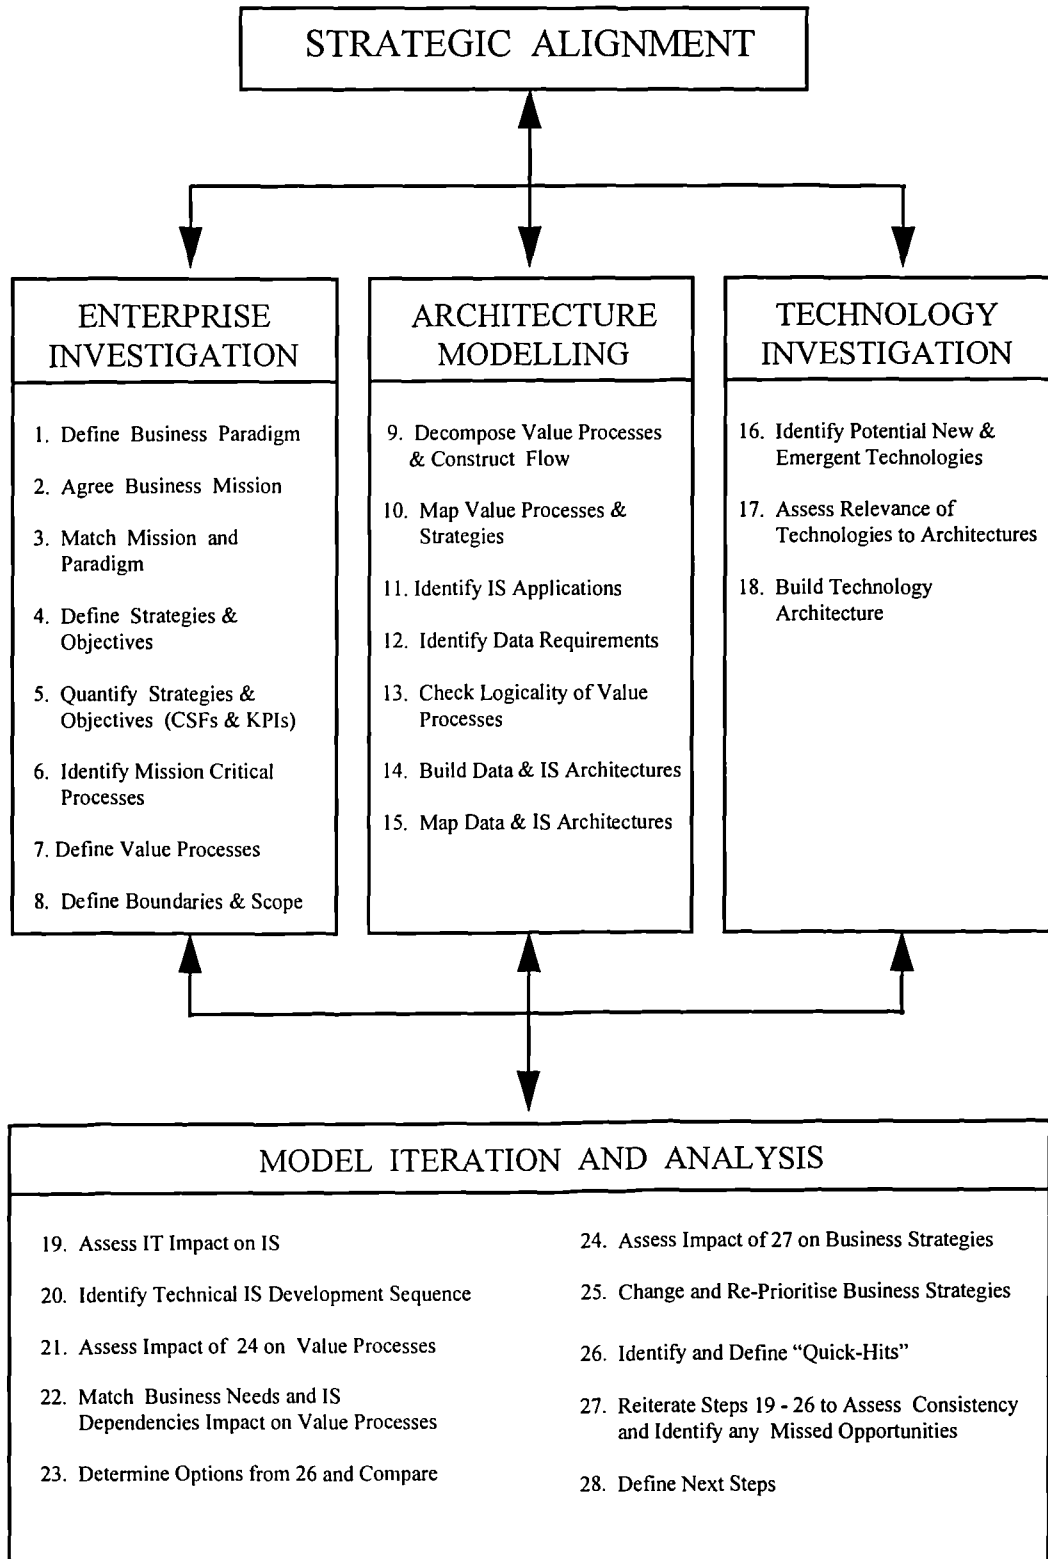 STRATEGIC ALIGNMENT
ENTERPRISE
INVESTIGATION
1. Define Business Paradigm
2. Agree Business Mission
3. Match Mission and
Paradigm
4. Define Strategies &
Objectives
5. Quantify Strategies &
Objectives (CSFs & KPIs)
6. Identify Mission Critical
Processes
7. Define Value Processes
8. Define Boundaries & Scope
ARCHITECTURE
MODELLING
9. Decompose Value Processes
& Construct Flow
10. Map Value Processes &
Strategies
11. Identify IS Applications
12. Identify Data Requirements
13. Check Logicality of Value
Processes
14. Build Data & IS Architectures
15. Map Data & IS Architectures
TECHNOLOGY
INVESTIGATION
16. Identify Potential New &
Emergent Technologies
17. Assess Relevance of
Technologies to Architectures
18. Build Technology
Architecture
MODEL ITERATION AND ANALYSIS
19. Assess IT Impact on IS
20. Identify Technical IS Development Sequence
21. Assess Impact of 24 on Value Processes
22. Match Business Needs and IS
Dependencies Impact on Value Processes
23. Determine Options from 26 and Compare
24. Assess Impact of 27 on Business Strategies
25. Change and Re-Prioritise Business Strategies
26. Identify and Define “Quick-Hits”
27. Reiterate Steps 19 - 26 to Assess Consistency
and Identify any Missed Opportunities
28. Define Next Steps